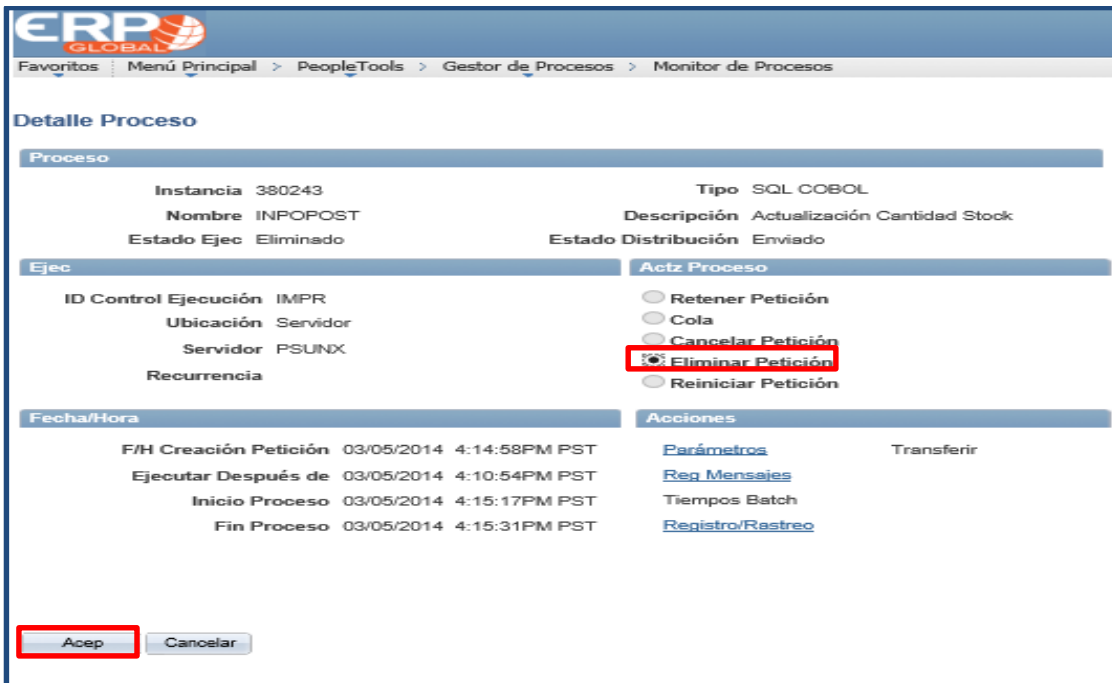 ERP
GLOBAL
Favoritos Menú Principal > PeopleTools > Gestor de Procesos > Monitor de Procesos
Detalle Proceso
Proceso
Instancia 380243 Tipo SQL COBOL
Nombre INPOPOST Descripción Actualización Cantidad Stock
Estado Ejec Eliminado Estado Distribución Enviado
Ejec
ID Control Ejecución IMPR
Ubicación Servidor
Servidor PSUNX
Recurrencia
Actz Proceso
Retener Petición
Cola
Cancelar Petición
Eliminar Petición
Reiniciar Petición
Fecha/Hora
F/H Creación Petición 03/05/2014 4:14:58PM PST
Ejecutar Después de 03/05/2014 4:10:54PM PST
Inicio Proceso 03/05/2014 4:15:17PM PST
Fin Proceso 03/05/2014 4:15:31PM PST
Acciones
Parámetros Transferir
Reg Mensajes
Tiempos Batch
Registro/Rastreo
Acep Cancelar